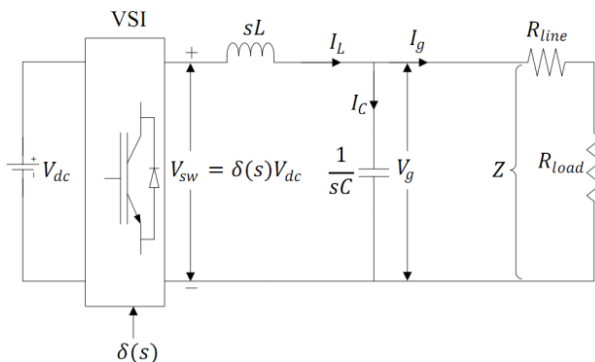 VSI
sL
I_L
I_g
R_line
+
I_C
V_dc
+
-
V_sw = δ(s)V_dc
1/sC
V_g
Z
R_load
−
δ(s)